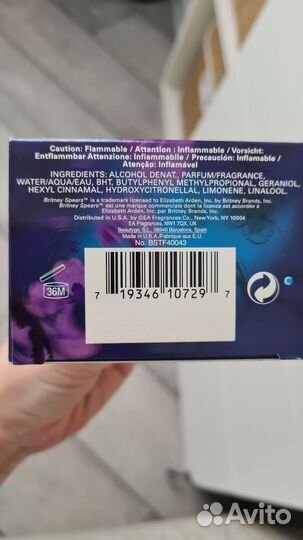 Caution: Flammable / Attention : Inflammable / Vorsicht:
Entflammbar Attenzione: Infiammabile / Precaución: Inflamable /
Atenção: Inflamável
INGREDIENTS: ALCOHOL DENAT., PARFUM/FRAGRANCE,
WATER/AQUA/EAU, BHT, BUTYLPHENYL METHYLPROPIONAL, GERANIOL,
HEXYL CINNAMAL, HYDROXYCITRONELLAL, LIMONENE, LINALOOL.
Britney Spears™ is a trademark licensed to Elizabeth Arden, Inc. by Britney Brands, Inc.
Britney Spears™ est une marque commerciale dont la licence est accordée à
Elizabeth Arden, Inc. par Britney Brands, Inc.
Distributed in U.S.A. by ©EA Fragrances Co., New York, NY 10004
EA Fragrances, NW1 7QX, UK
Beautyge, S.L. 08018 Barcelona, Spain
Made in U.S.A./Fabriqué aux É.U.
No. BSTF40043
36M
7 19346 10729 7
Avito